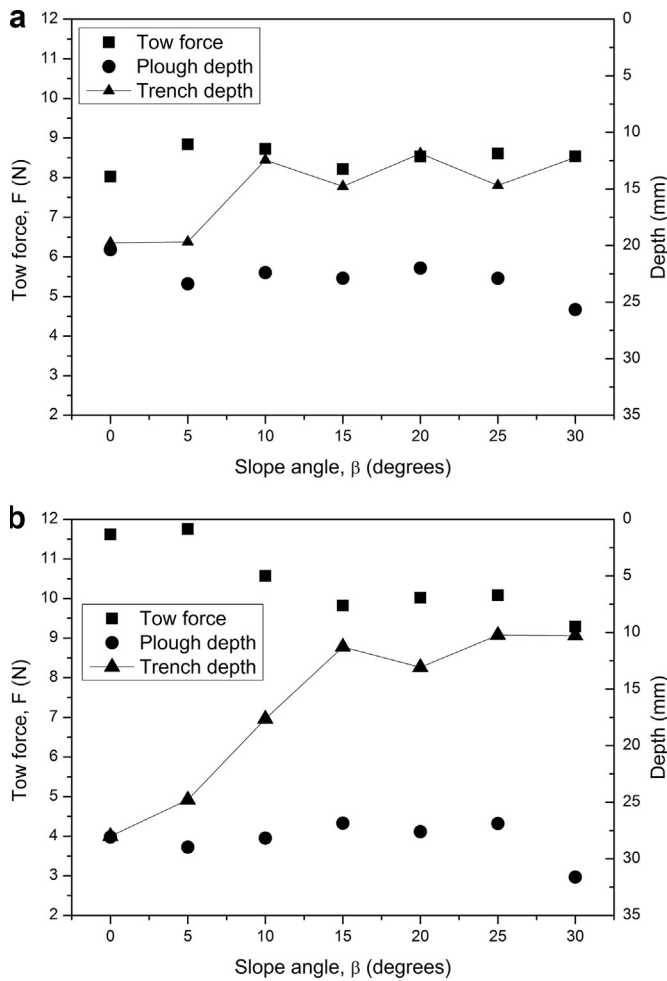 a
12
11
10
9
8
7
6
5
4
3
2
Tow force, F (N)
Tow force
Plough depth
Trench depth
0
5
10
15
20
25
30
35
Depth (mm)
0 5 10 15 20 25 30
Slope angle, β (degrees)
b
12
11
10
9
8
7
6
5
4
3
2
Tow force, F (N)
Tow force
Plough depth
Trench depth
0
5
10
15
20
25
30
35
Depth (mm)
0 5 10 15 20 25 30
Slope angle, β (degrees)